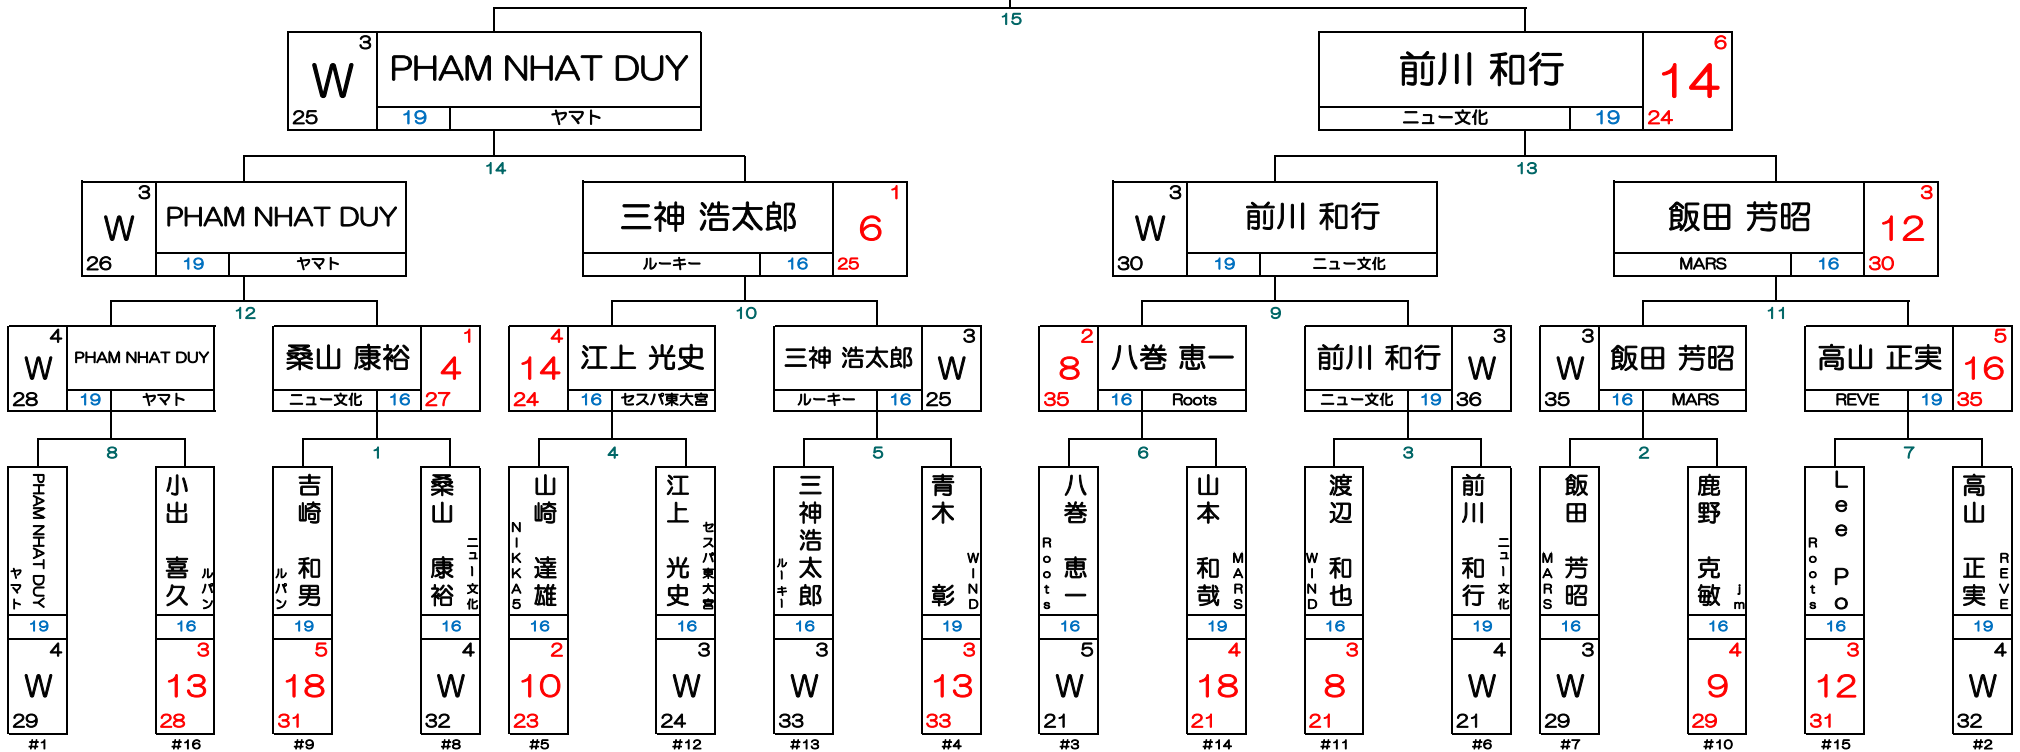 15
3
W
25
PHAM NHAT DUY
19
ヤマト
前川 和行
ニュー文化
19
6
14
24
14
13
3
W
26
PHAM NHAT DUY
19
ヤマト
三神 浩太郎
ルーキー
16
1
6
25
3
W
30
前川 和行
19
ニュー文化
飯田 芳昭
MARS
16
3
12
30
12
10
9
11
4
W
28
PHAM NHAT DUY
19
ヤマト
桑山 康裕
ニュー文化
16
1
4
27
4
14
24
江上 光史
16
セスパ東大宮
三神 浩太郎
ルーキー
16
3
W
25
2
8
35
八巻 恵一
16
Roots
前川 和行
ニュー文化
19
3
W
36
3
W
35
飯田 芳昭
16
MARS
高山 正実
REVE
19
5
16
35
8
1
4
5
6
3
2
7
PHAM NHAT DUY
ヤマト
19
4
W
29
#1
小出 喜久
ルパン
16
3
13
28
#16
吉崎 和男
ルパン
19
5
18
31
#9
桑山 康裕
ニュー文化
16
4
W
32
#8
山崎 達雄
NIKKA5
16
2
10
23
#5
江上 光史
セスパ東大宮
16
3
W
24
#12
三神浩太郎
ルーキー
16
3
W
33
#13
青木 彰
WIND
19
3
13
33
#4
八巻 恵一
Roots
16
5
W
21
#3
山本 和哉
MARS
19
4
18
21
#14
渡辺 和也
WIND
16
3
8
21
#11
前川 和行
ニュー文化
19
4
W
21
#6
飯田 芳昭
MARS
16
3
W
29
#7
鹿野 克敏
jm
16
4
9
29
#10
Lee Po
Roots
16
3
12
31
#15
高山 正実
REVE
19
4
W
32
#2